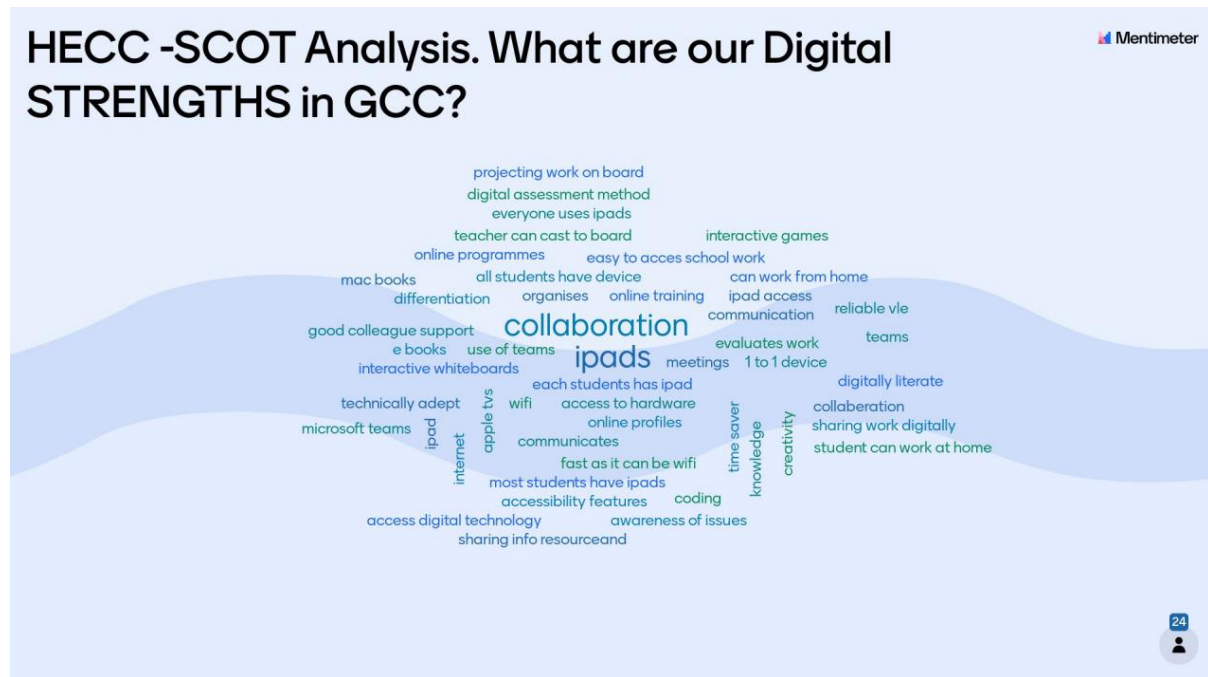 HECC -SCOT Analysis. What are our Digital
STRENGTHS in GCC?
Mentimeter
projecting work on board
digital assessment method
everyone uses ipads
teacher can cast to board
interactive games
online programmes
easy to acces school work
mac books
all students have device
can work from home
differentiation
organises
online training
ipad access
reliable vle
communication
collaboration
good colleague support
teams
evaluates work
e books
use of teams
ipads
meetings
1 to 1 device
interactive whiteboards
each students has ipad
digitally literate
technically adept
apple tvs
wifi
access to hardware
time saver
collaberation
microsoft teams
ipad
online profiles
knowledge
creativity
sharing work digitally
internet
communicates
student can work at home
fast as it can be wifi
most students have ipads
accessibility features
coding
access digital technology
awareness of issues
sharing info resourceand
24